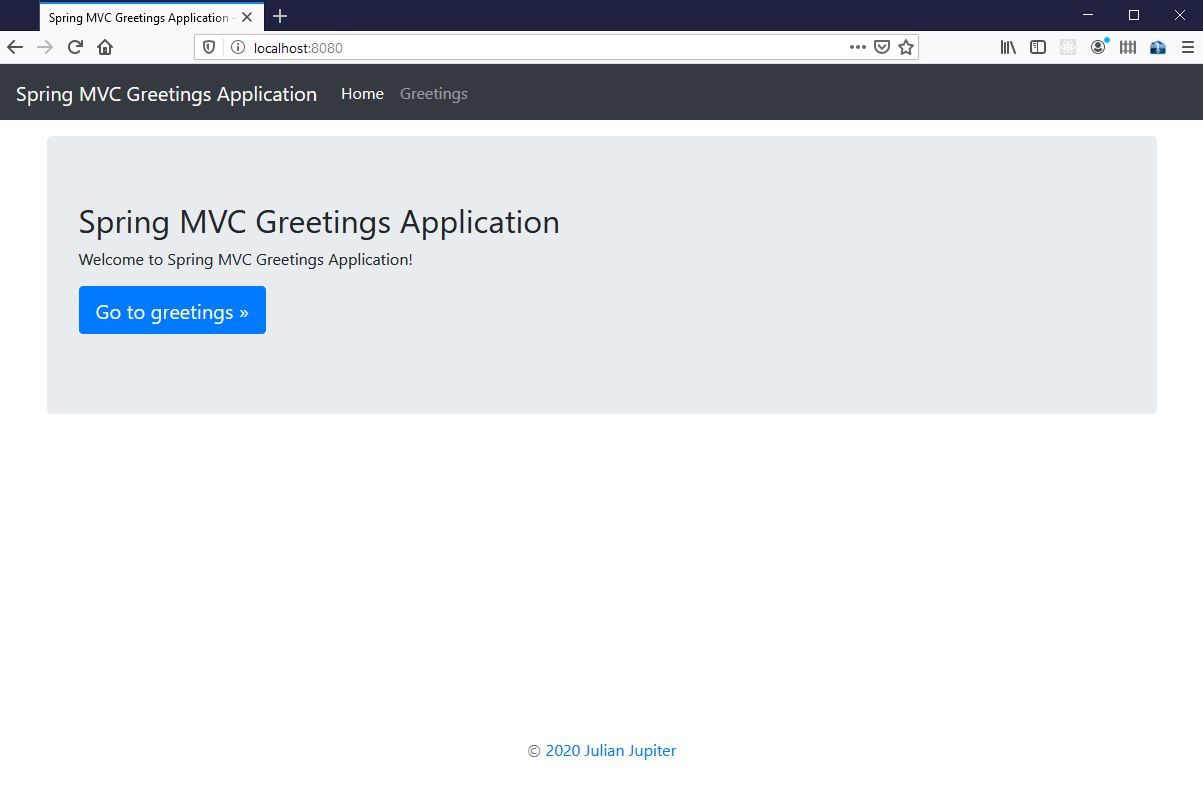 Spring MVC Greetings Application -
localhost:8080
Spring MVC Greetings Application Home Greetings
Spring MVC Greetings Application
Welcome to Spring MVC Greetings Application!
Go to greetings »
© 2020 Julian Jupiter